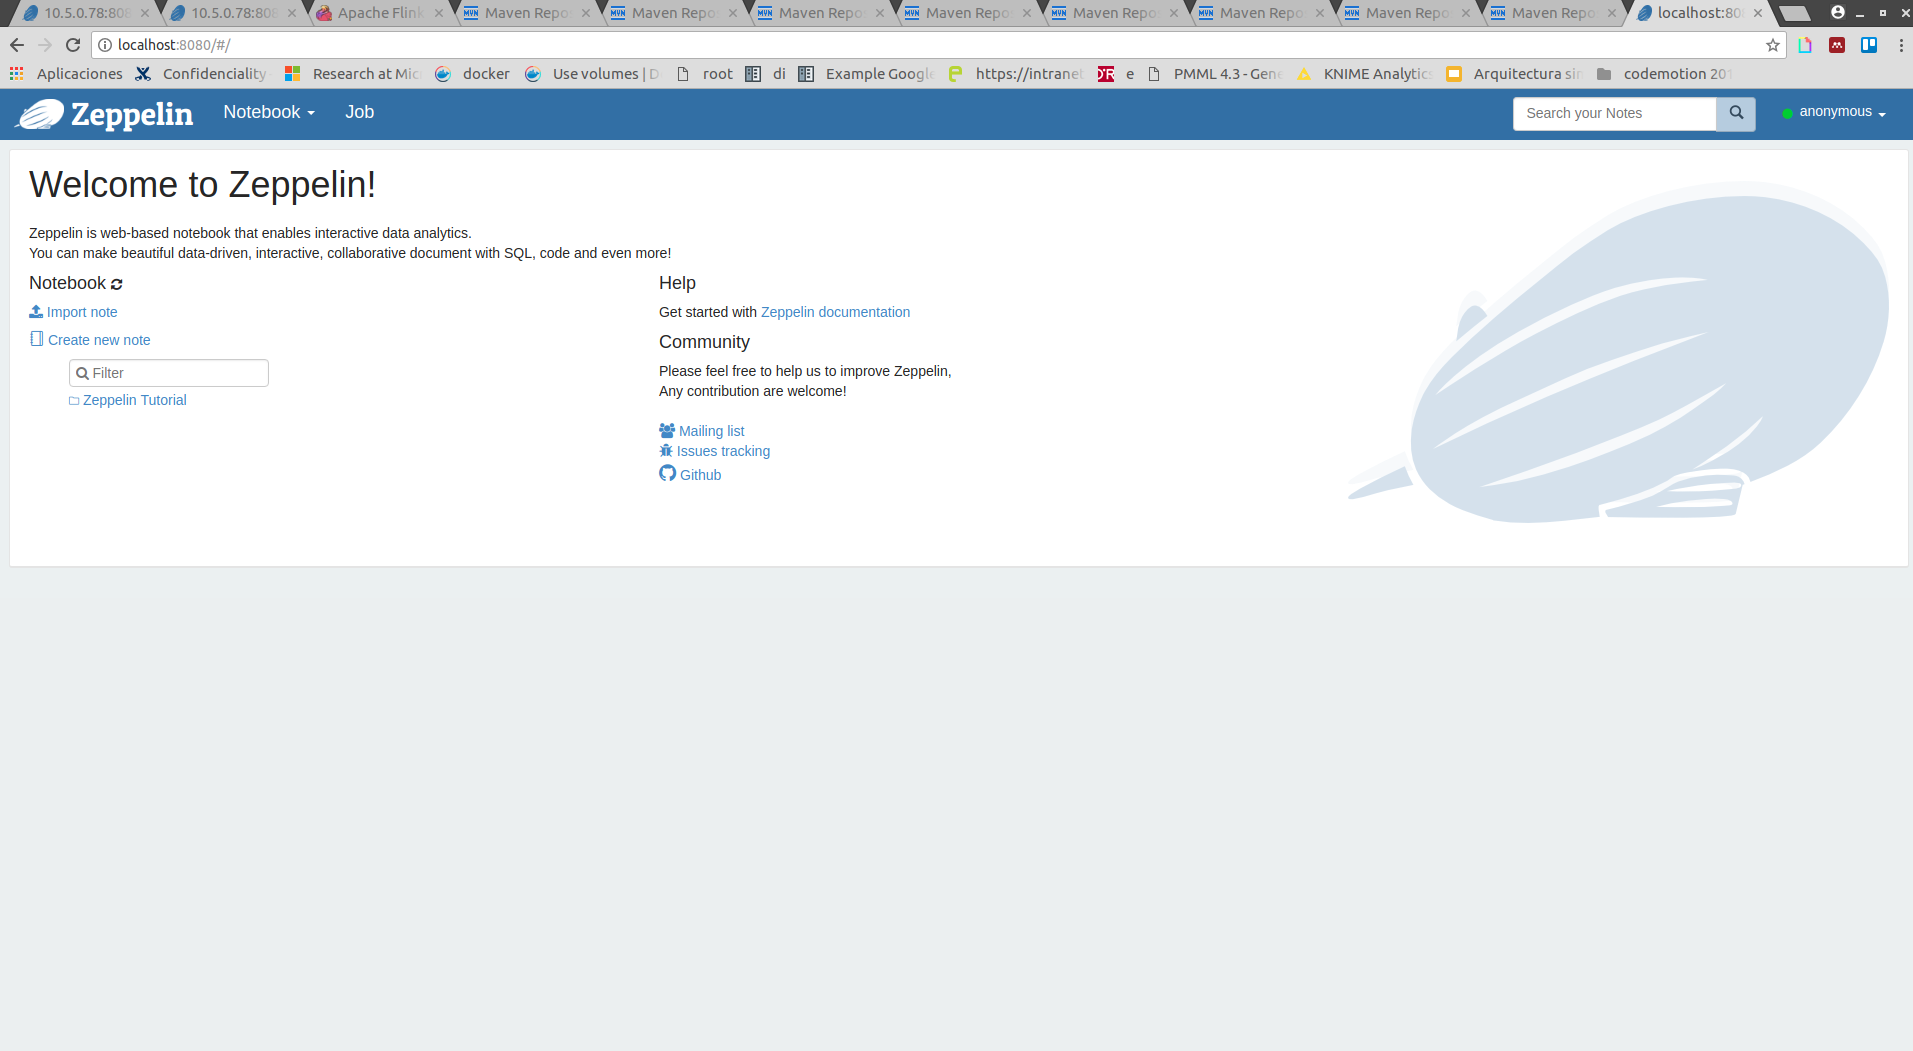 10.5.0.78:808
10.5.0.78:808
Apache Flink
Maven Repo
Maven Repo
Maven Repo
Maven Repo
Maven Repo
Maven Repo
Maven Repo
Maven Repo
localhost:80
localhost:8080/#/
Aplicaciones
Confidenciality
Research at Mic
docker
Use volumes | D
root
di
Example Google
https://intranet
e
PMML 4.3 - Gene
KNIME Analytics
Arquitectura sin
codemotion 201
Zeppelin
Notebook
Job
Search your Notes
anonymous
Welcome to Zeppelin!
Zeppelin is web-based notebook that enables interactive data analytics.
You can make beautiful data-driven, interactive, collaborative document with SQL, code and even more!
Notebook
Import note
Create new note
Filter
Zeppelin Tutorial
Help
Get started with Zeppelin documentation
Community
Please feel free to help us to improve Zeppelin,
Any contribution are welcome!
Mailing list
Issues tracking
Github